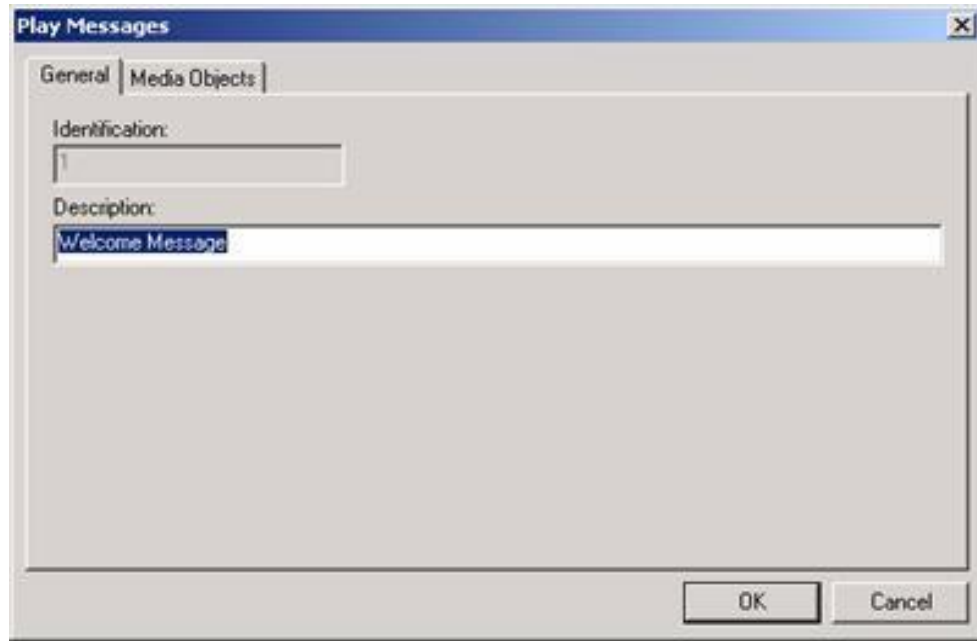 Play Messages
General Media Objects
Identification:
1
Description:
Welcome Message
OK Cancel